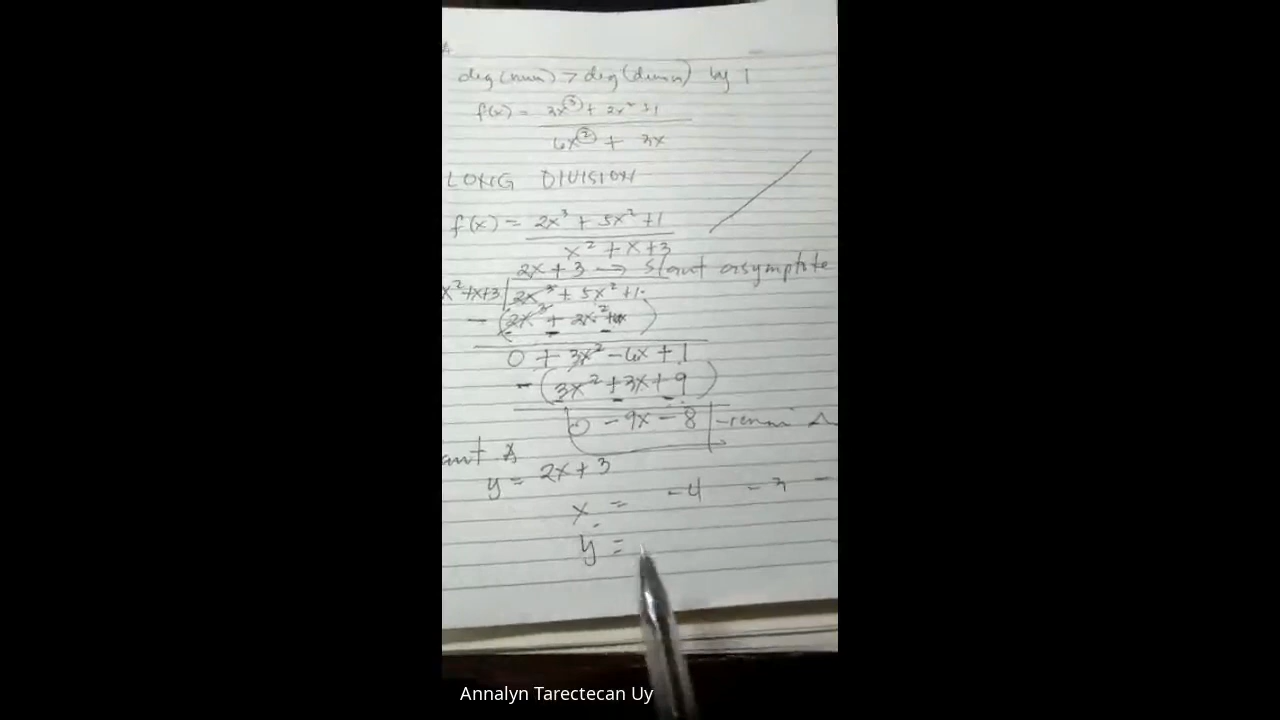 deg(num) > deg(denom) by 1
f(x) = 3x³ + 2x² + 1
6x² + 3x
LONG DIVISION
f(x) = 2x³ + 5x² + 1
x² + x + 3
2x + 3 → slant asymptote
x²+x+3 2x³ + 5x² + 1
- (2x³ + 2x² + 6x)
0 + 3x² - 6x + 1
- (3x² + 3x + 9)
0 - 9x - 8
y = 2x + 3
x = -4 -3 -
y =
Annalyn Tarectecan Uy